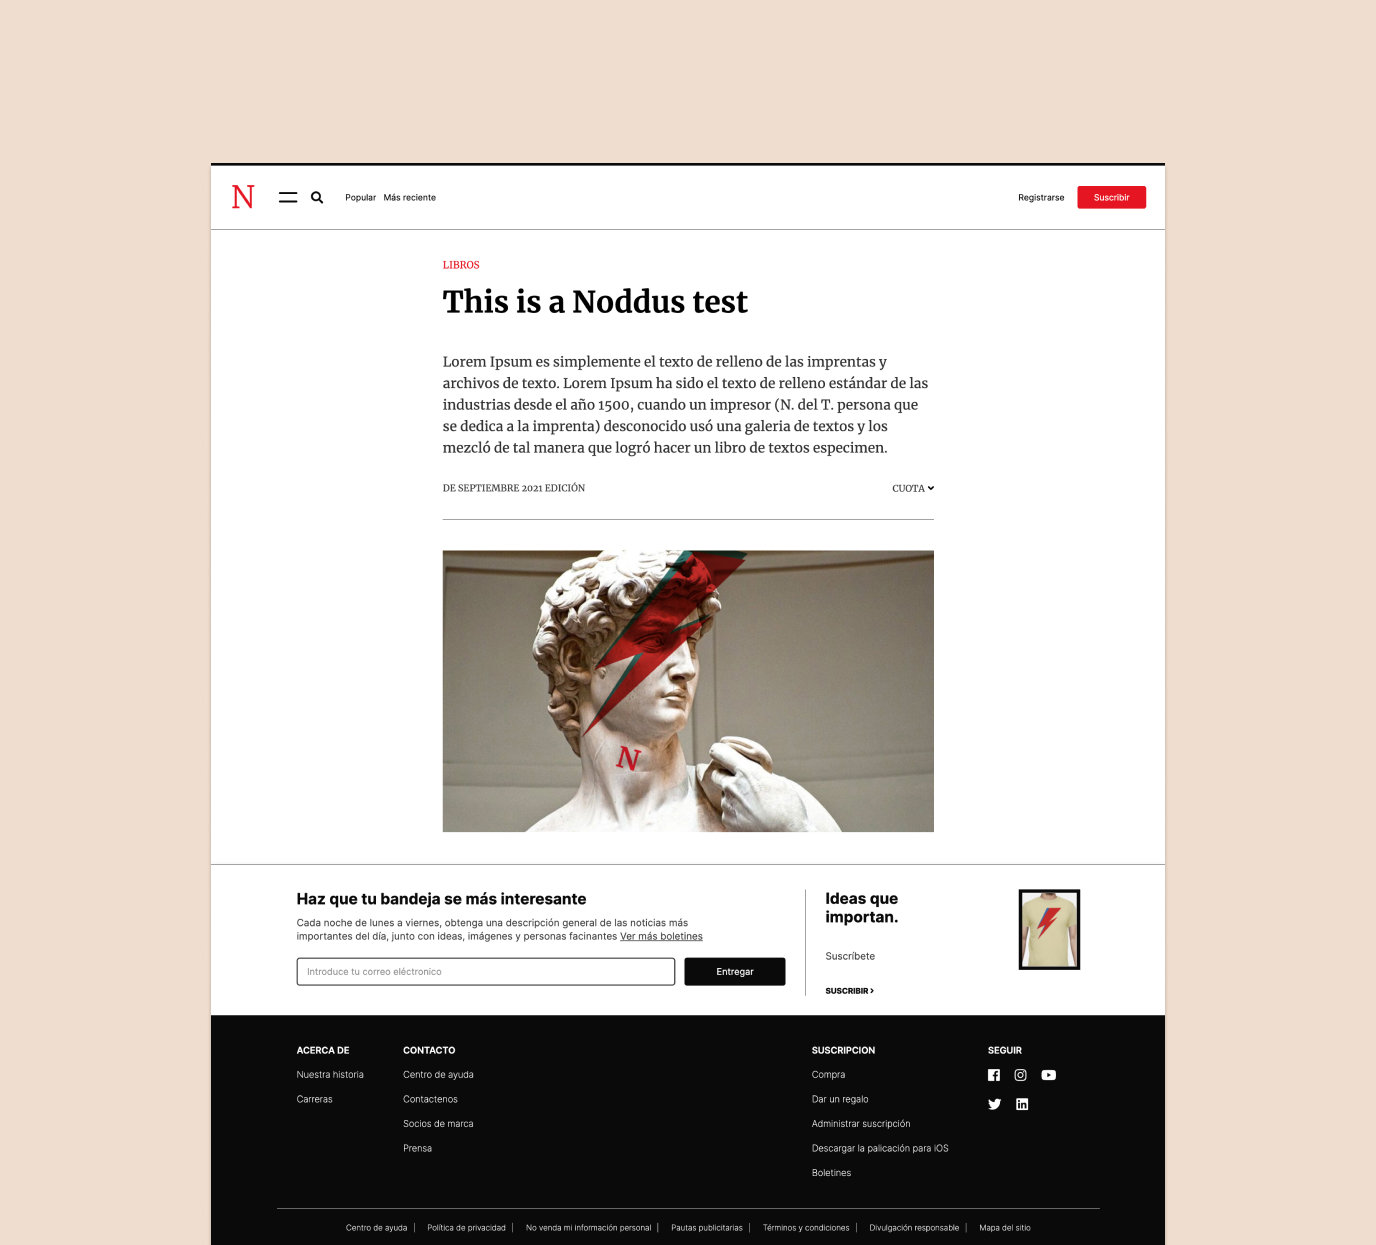 N
Popular Más reciente
Registrarse Suscribir
LIBROS
This is a Noddus test
Lorem Ipsum es simplemente el texto de relleno de las imprentas y
archivos de texto. Lorem Ipsum ha sido el texto de relleno estándar de las
industrias desde el año 1500, cuando un impresor (N. del T. persona que
se dedica a la imprenta) desconocido usó una galeria de textos y los
mezcló de tal manera que logró hacer un libro de textos especimen.
DE SEPTIEMBRE 2021 EDICIÓN
CUOTA
N
Haz que tu bandeja se más interesante
Cada noche de lunes a viernes, obtenga una descripción general de las noticias más
importantes del día, junto con ideas, imágenes y personas facinantes Ver más boletines
Introduce tu correo eléctronico
Entregar
Ideas que
importan.
Suscríbete
SUSCRIBIR >
ACERCA DE
Nuestra historia
Carreras
CONTACTO
Centro de ayuda
Contactenos
Socios de marca
Prensa
SUSCRIPCION
Compra
Dar un regalo
Administrar suscripción
Descargar la palicación para iOS
Boletines
SEGUIR
Centro de ayuda | Política de privacidad | No venda mi información personal | Pautas publicitarias | Términos y condiciones | Divulgación responsable | Mapa del sitio